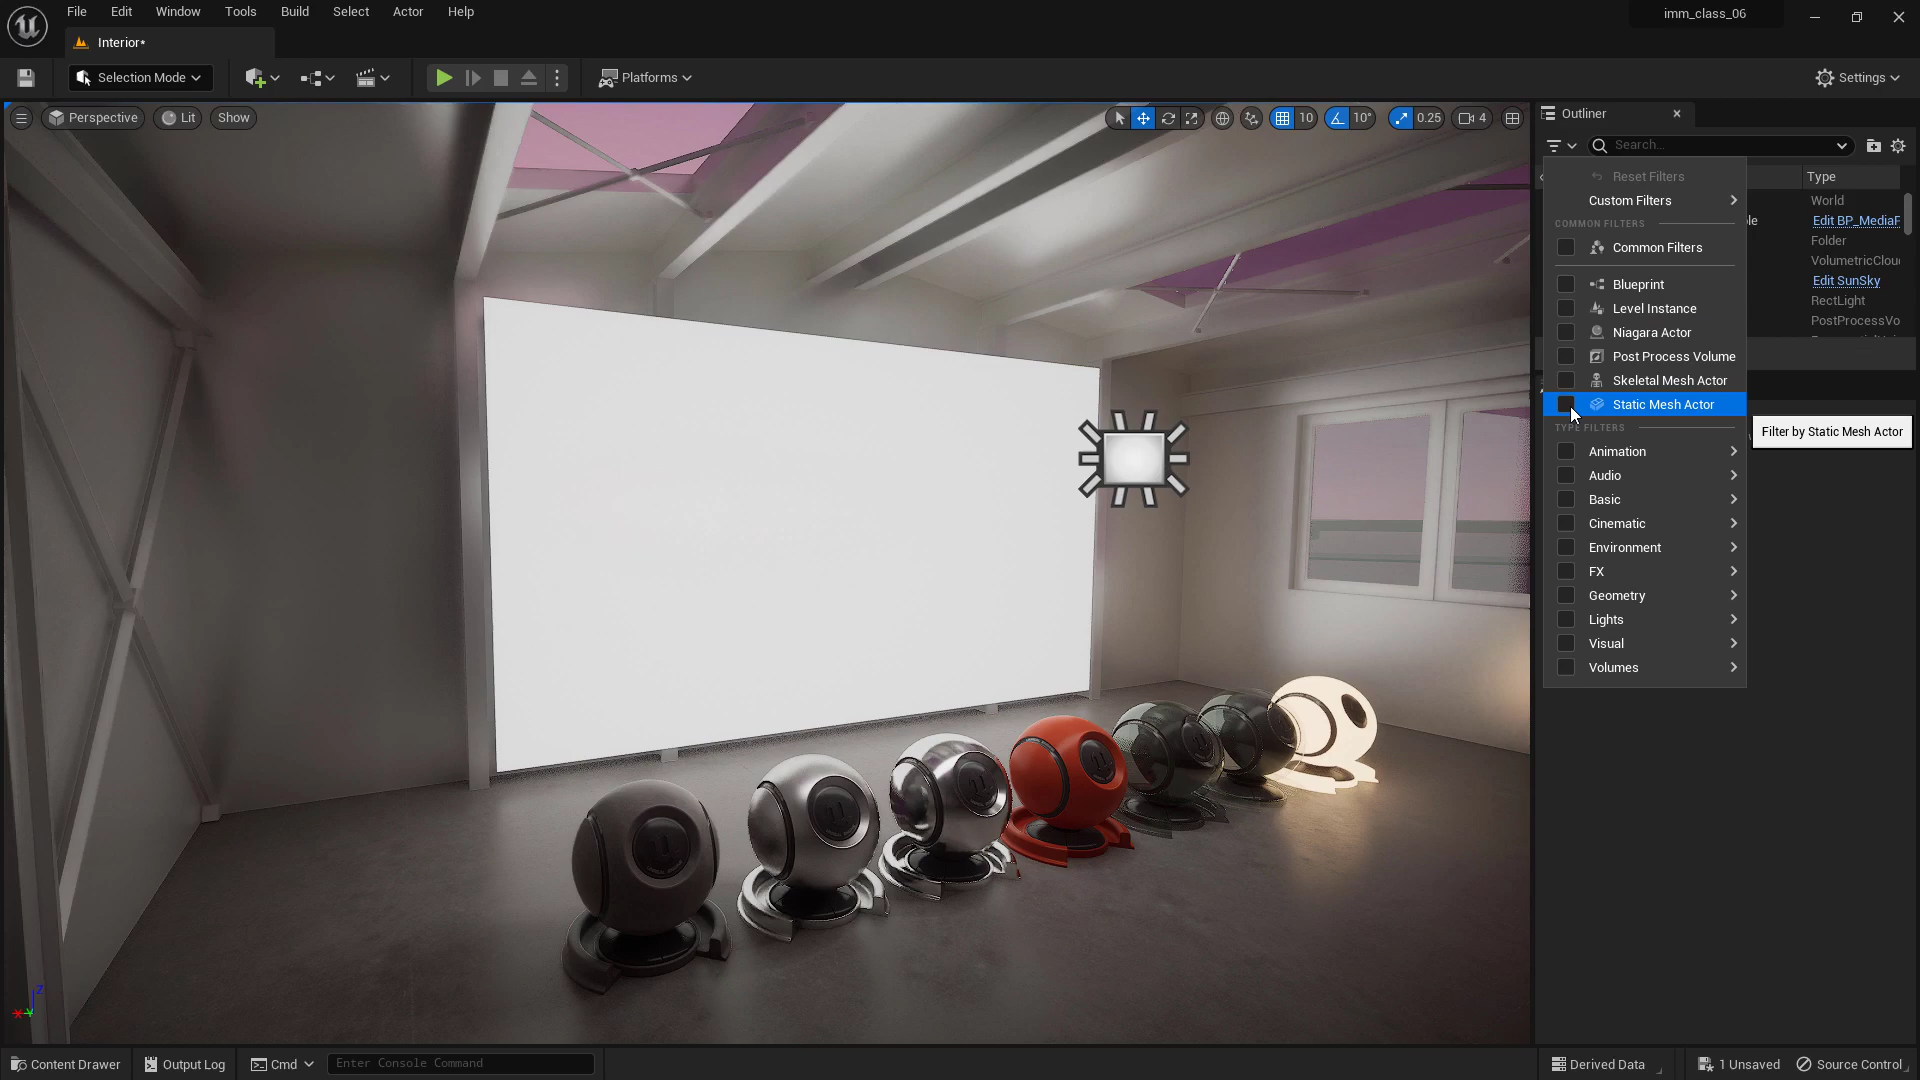 File Edit Window Tools Build Select Actor Help
imm_class_06
Interior*
Selection Mode
Platforms
Settings
Perspective
Lit
Show
10
10°
0.25
4
Outliner
Search...
Type
World
Edit BP_MediaP
Folder
VolumetricClou
Edit SunSky
RectLight
PostProcessVo
Reset Filters
Custom Filters
COMMON FILTERS
Common Filters
Blueprint
Level Instance
Niagara Actor
Post Process Volume
Skeletal Mesh Actor
Static Mesh Actor
Filter by Static Mesh Actor
TYPE FILTERS
Animation
Audio
Basic
Cinematic
Environment
FX
Geometry
Lights
Visual
Volumes
Z
X
Y
Content Drawer
Output Log
Cmd
Enter Console Command
Derived Data
1 Unsaved
Source Control